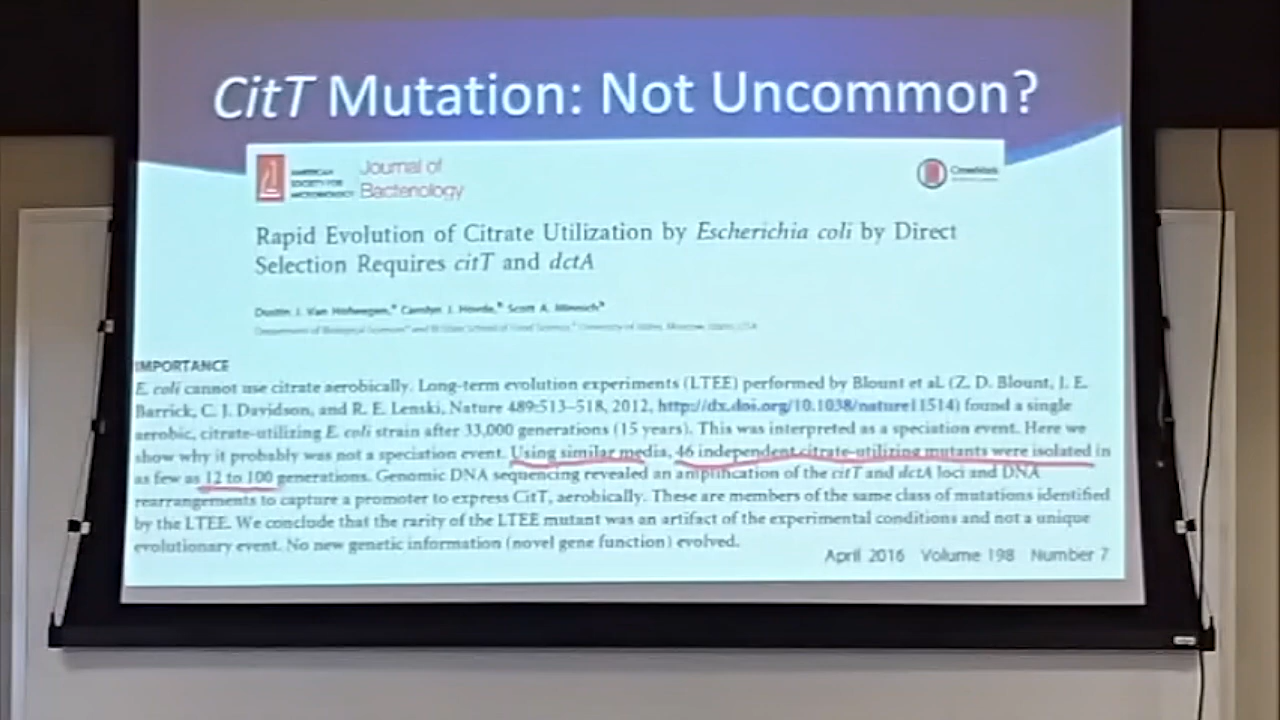 CitT Mutation: Not Uncommon?
AMERICAN
SOCIETY FOR
MICROBIOLOGY
Journal of
Bacteriology
CrossMark
Rapid Evolution of Citrate Utilization by Escherichia coli by Direct
Selection Requires citT and dctA
Dustin J. Van Hofwegen, Carolyn J. Hovde, Scott A. Minnich
IMPORTANCE
E. coli cannot use citrate aerobically. Long-term evolution experiments (LTEE) performed by Blount et al. (Z. D. Blount, J. E.
Barrick, C. J. Davidson, and R. E. Lenski, Nature 489:513–518, 2012, http://dx.doi.org/10.1038/nature11514) found a single
aerobic, citrate-utilizing E. coli strain after 33,000 generations (15 years). This was interpreted as a speciation event. Here we
show why it probably was not a speciation event. Using similar media, 46 independent citrate-utilizing mutants were isolated in
as few as 12 to 100 generations. Genomic DNA sequencing revealed an amplification of the citT and dctA loci and DNA
rearrangements to capture a promoter to express CitT, aerobically. These are members of the same class of mutations identified
by the LTEE. We conclude that the rarity of the LTEE mutant was an artifact of the experimental conditions and not a unique
evolutionary event. No new genetic information (novel gene function) evolved.
April 2016 Volume 198 Number 7